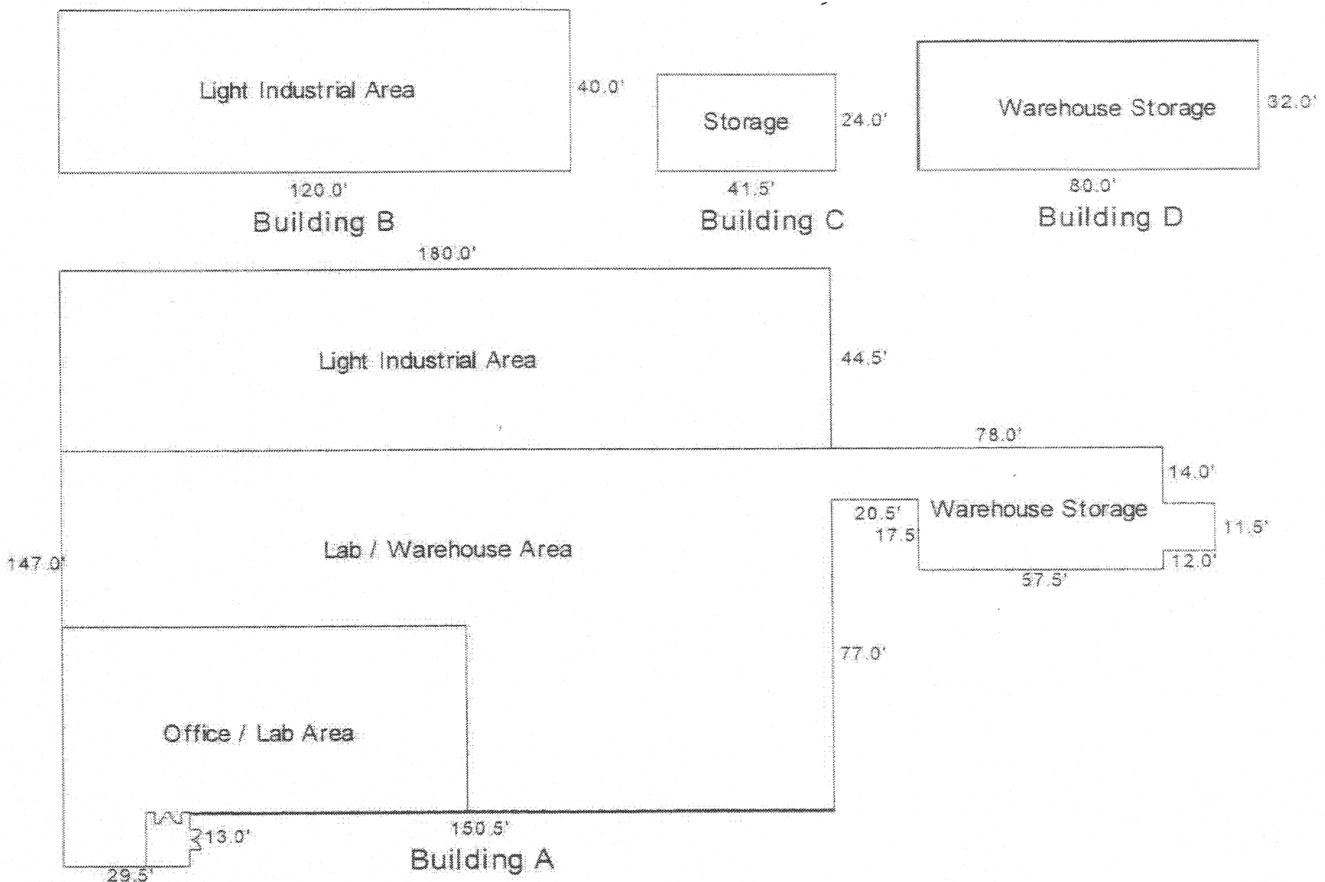 Light Industrial Area
40.0'
120.0'
Building B
Storage
24.0'
41.5'
Building C
Warehouse Storage
32.0'
80.0'
Building D
180.0'
Light Industrial Area
44.5'
78.0'
14.0'
20.5'
Warehouse Storage
17.5'
11.5'
12.0'
57.5'
Lab / Warehouse Area
147.0'
77.0'
Office / Lab Area
13.0'
150.5'
29.5'
Building A